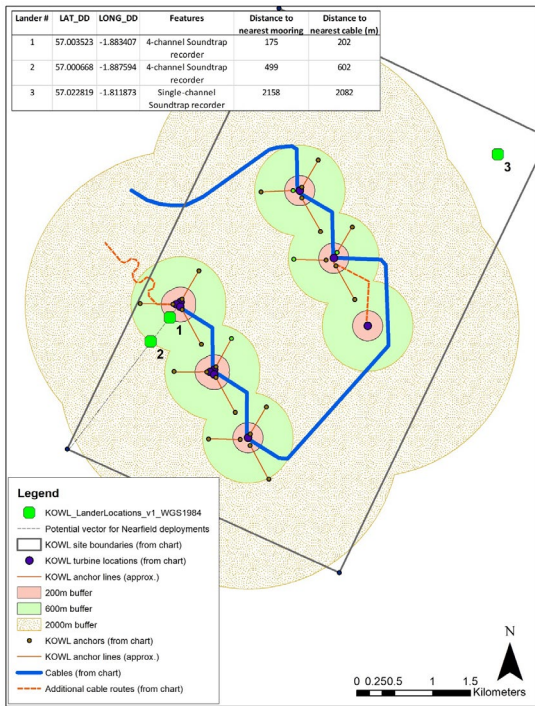 Lander # LAT_DD LONG_DD Features Distance to nearest mooring Distance to nearest cable (m)
1 57.003523 -1.883407 4-channel Soundtrap recorder 175 202
2 57.000668 -1.887594 4-channel Soundtrap recorder 499 602
3 57.022819 -1.811873 Single-channel Soundtrap recorder 2158 2082
3
1
2
Legend
KOWL_LanderLocations_v1_WGS1984
Potential vector for Nearfield deployments
KOWL site boundaries (from chart)
KOWL turbine locations (from chart)
KOWL anchor lines (approx.)
200m buffer
600m buffer
2000m buffer
KOWL anchors (from chart)
KOWL anchor lines (approx.)
Cables (from chart)
Additional cable routes (from chart)
N
0 0.25 0.5 1 1.5
Kilometers